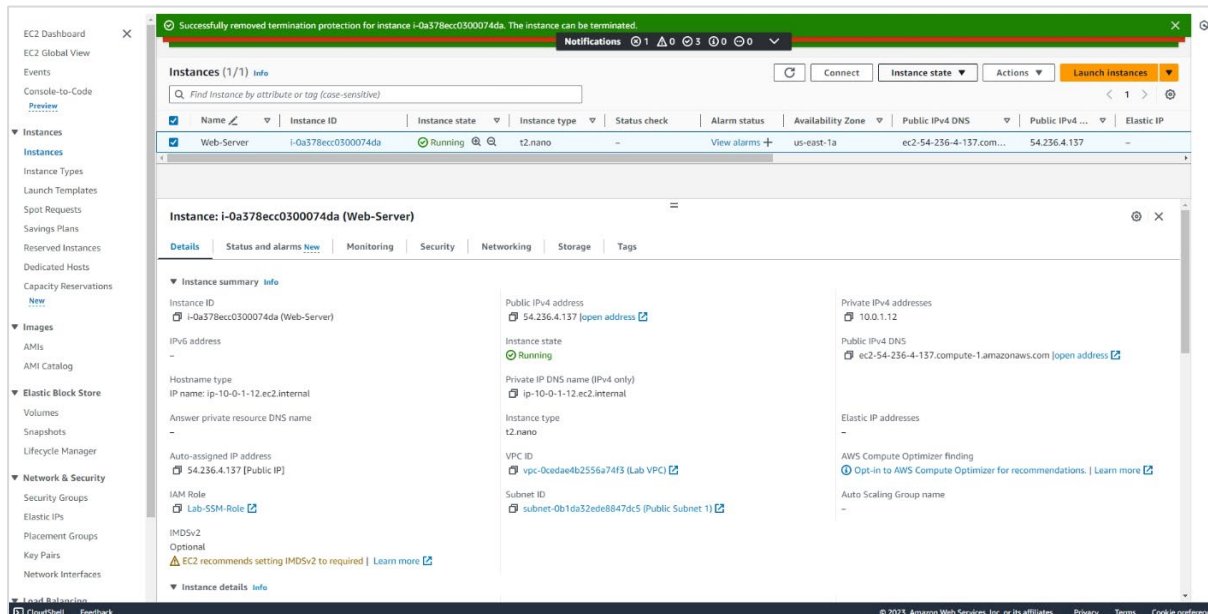 Successfully removed termination protection for instance i-0a378ecc0300074da. The instance can be terminated.
Notifications 1 0 3 0 0
EC2 Dashboard
EC2 Global View
Events
Console-to-Code
Preview
Instances
Instances
Instance Types
Launch Templates
Spot Requests
Savings Plans
Reserved Instances
Dedicated Hosts
Capacity Reservations
New
Images
AMIs
AMI Catalog
Elastic Block Store
Volumes
Snapshots
Lifecycle Manager
Network & Security
Security Groups
Elastic IPs
Placement Groups
Key Pairs
Network Interfaces
Load Balancing
Instances (1/1) Info
Connect Instance state Actions Launch instances
Find Instance by attribute or tag (case-sensitive)
1
Name Instance ID Instance state Instance type Status check Alarm status Availability Zone Public IPv4 DNS Public IPv4 ... Elastic IP
Web-Server i-0a378ecc0300074da Running t2.nano – View alarms + us-east-1a ec2-54-236-4-137.com... 54.236.4.137 –
Instance: i-0a378ecc0300074da (Web-Server)
Details Status and alarms New Monitoring Security Networking Storage Tags
Instance summary Info
Instance ID
i-0a378ecc0300074da (Web-Server)
Public IPv4 address
54.236.4.137 |open address
Private IPv4 addresses
10.0.1.12
IPv6 address
–
Instance state
Running
Public IPv4 DNS
ec2-54-236-4-137.compute-1.amazonaws.com |open address
Hostname type
IP name: ip-10-0-1-12.ec2.internal
Private IP DNS name (IPv4 only)
ip-10-0-1-12.ec2.internal
Answer private resource DNS name
–
Instance type
t2.nano
Elastic IP addresses
–
Auto-assigned IP address
54.236.4.137 [Public IP]
VPC ID
vpc-0cedae4b2556a74f3 (Lab VPC)
AWS Compute Optimizer finding
Opt-in to AWS Compute Optimizer for recommendations. | Learn more
IAM Role
Lab-SSM-Role
Subnet ID
subnet-0b1da32ede8847dc5 (Public Subnet 1)
Auto Scaling Group name
–
IMDSv2
Optional
EC2 recommends setting IMDSv2 to required | Learn more
Instance details Info
CloudShell Feedback © 2023, Amazon Web Services, Inc. or its affiliates. Privacy Terms Cookie preferenc